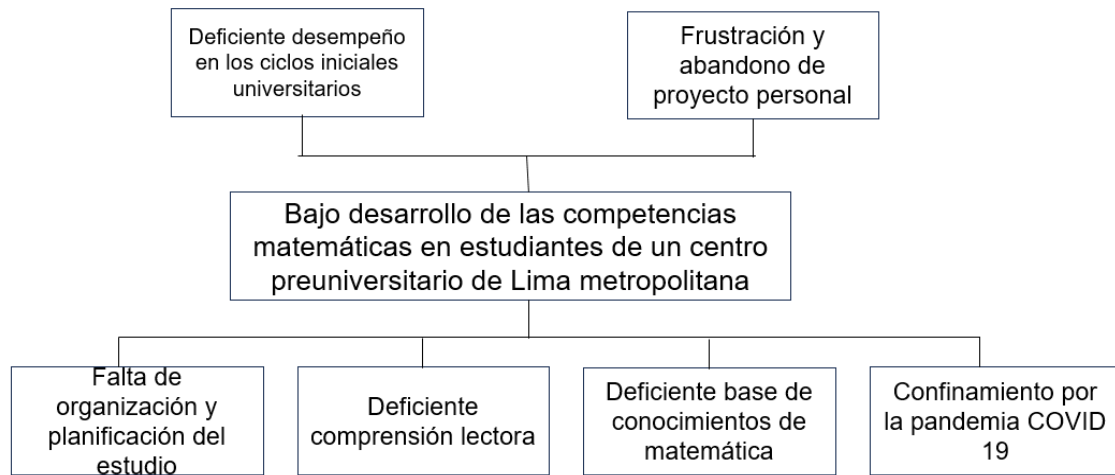 Deficiente desempeño
en los ciclos iniciales
universitarios
Frustración y
abandono de
proyecto personal
Bajo desarrollo de las competencias
matemáticas en estudiantes de un centro
preuniversitario de Lima metropolitana
Falta de
organización y
planificación del
estudio
Deficiente
comprensión lectora
Deficiente base de
conocimientos de
matemática
Confinamiento por
la pandemia COVID
19